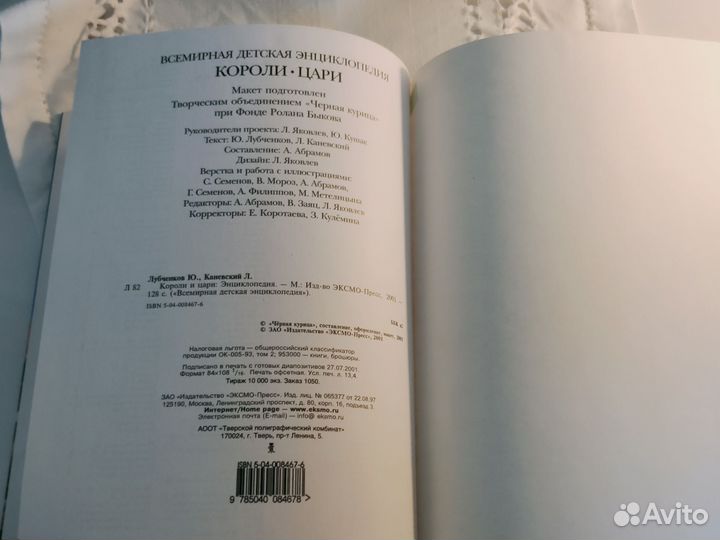 ВСЕМИРНАЯ ДЕТСКАЯ ЭНЦИКЛОПЕДИЯ
КОРОЛИ · ЦАРИ
Макет подготовлен
Творческим объединением «Черная курица»
при Фонде Ролана Быкова
Руководители проекта: Л. Яковлев, Ю. Кушак
Текст: Ю. Лубченков, Л. Каневский
Составление: А. Абрамов
Дизайн: Л. Яковлев
Верстка и работа с иллюстрациями:
С. Семенов, В. Мороз, А. Абрамов,
Г. Семенов, А. Филиппов, М. Метелицына
Редакторы: А. Абрамов, В. Заяц, Л. Яковлев
Корректоры: Е. Коротаева, З. Кулёмина
Лубченков Ю., Каневский Л.
Л 82 Короли и цари: Энциклопедия. — М.: Изд-во ЭКСМО-Пресс, 2001. —
128 с. («Всемирная детская энциклопедия»).
ISBN 5-04-008467-6
© «Чёрная курица», составление, оформление, макет, 2001
© ЗАО «Издательство «ЭКСМО-Пресс», 2001
Налоговая льгота — общероссийский классификатор
продукции ОК-005-93, том 2; 953000 — книги, брошюры.
Подписано в печать с готовых диапозитивов 27.07.2001.
Формат 84×108 1/16. Печать офсетная. Усл. печ. л. 13,4.
Тираж 10 000 экз. Заказ 1050.
ЗАО «Издательство «ЭКСМО-Пресс». Изд. лиц. № 065377 от 22.08.97
125190, Москва, Ленинградский проспект, д. 80, корп. 16, подъезд 3.
Интернет/Home page — www.eksmo.ru
Электронная почта (E-mail) — info@ eksmo.ru
АООТ «Тверской полиграфический комбинат»
170024, г. Тверь, пр-т Ленина, 5.
ISBN 5-04-008467-6
9 785040 084678 >
Avito